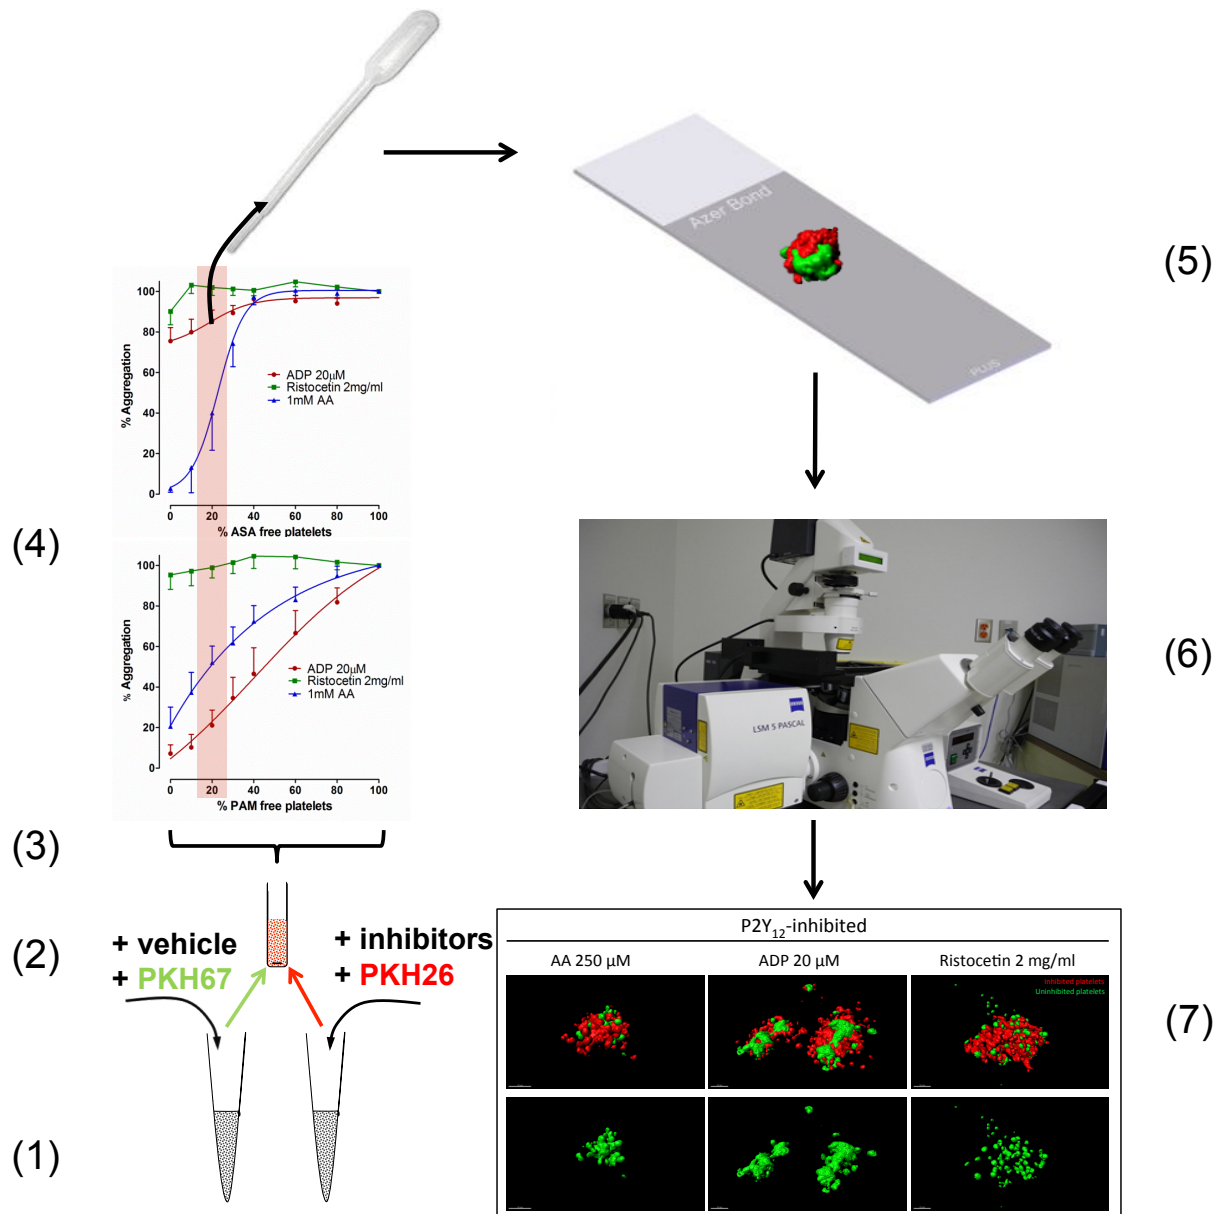 (5)
Azer Bond
PLUS
(4)
% Aggregation
100
80
60
40
20
0
ADP 20µM
Ristocetin 2mg/ml
1mM AA
0 20 40 60 80 100
% ASA free platelets
% Aggregation
100
80
60
40
20
0
ADP 20µM
Ristocetin 2mg/ml
1mM AA
0 20 40 60 80 100
% PAM free platelets
(6)
LSM 5 PASCAL
ZEISS
ZEISS
(3)
(2)
+ vehicle
+ PKH67
+ inhibitors
+ PKH26
(1)
P2Y12-inhibited
AA 250 µM
ADP 20 µM
Ristocetin 2 mg/ml
Inhibited platelets
Uninhibited platelets
(7)